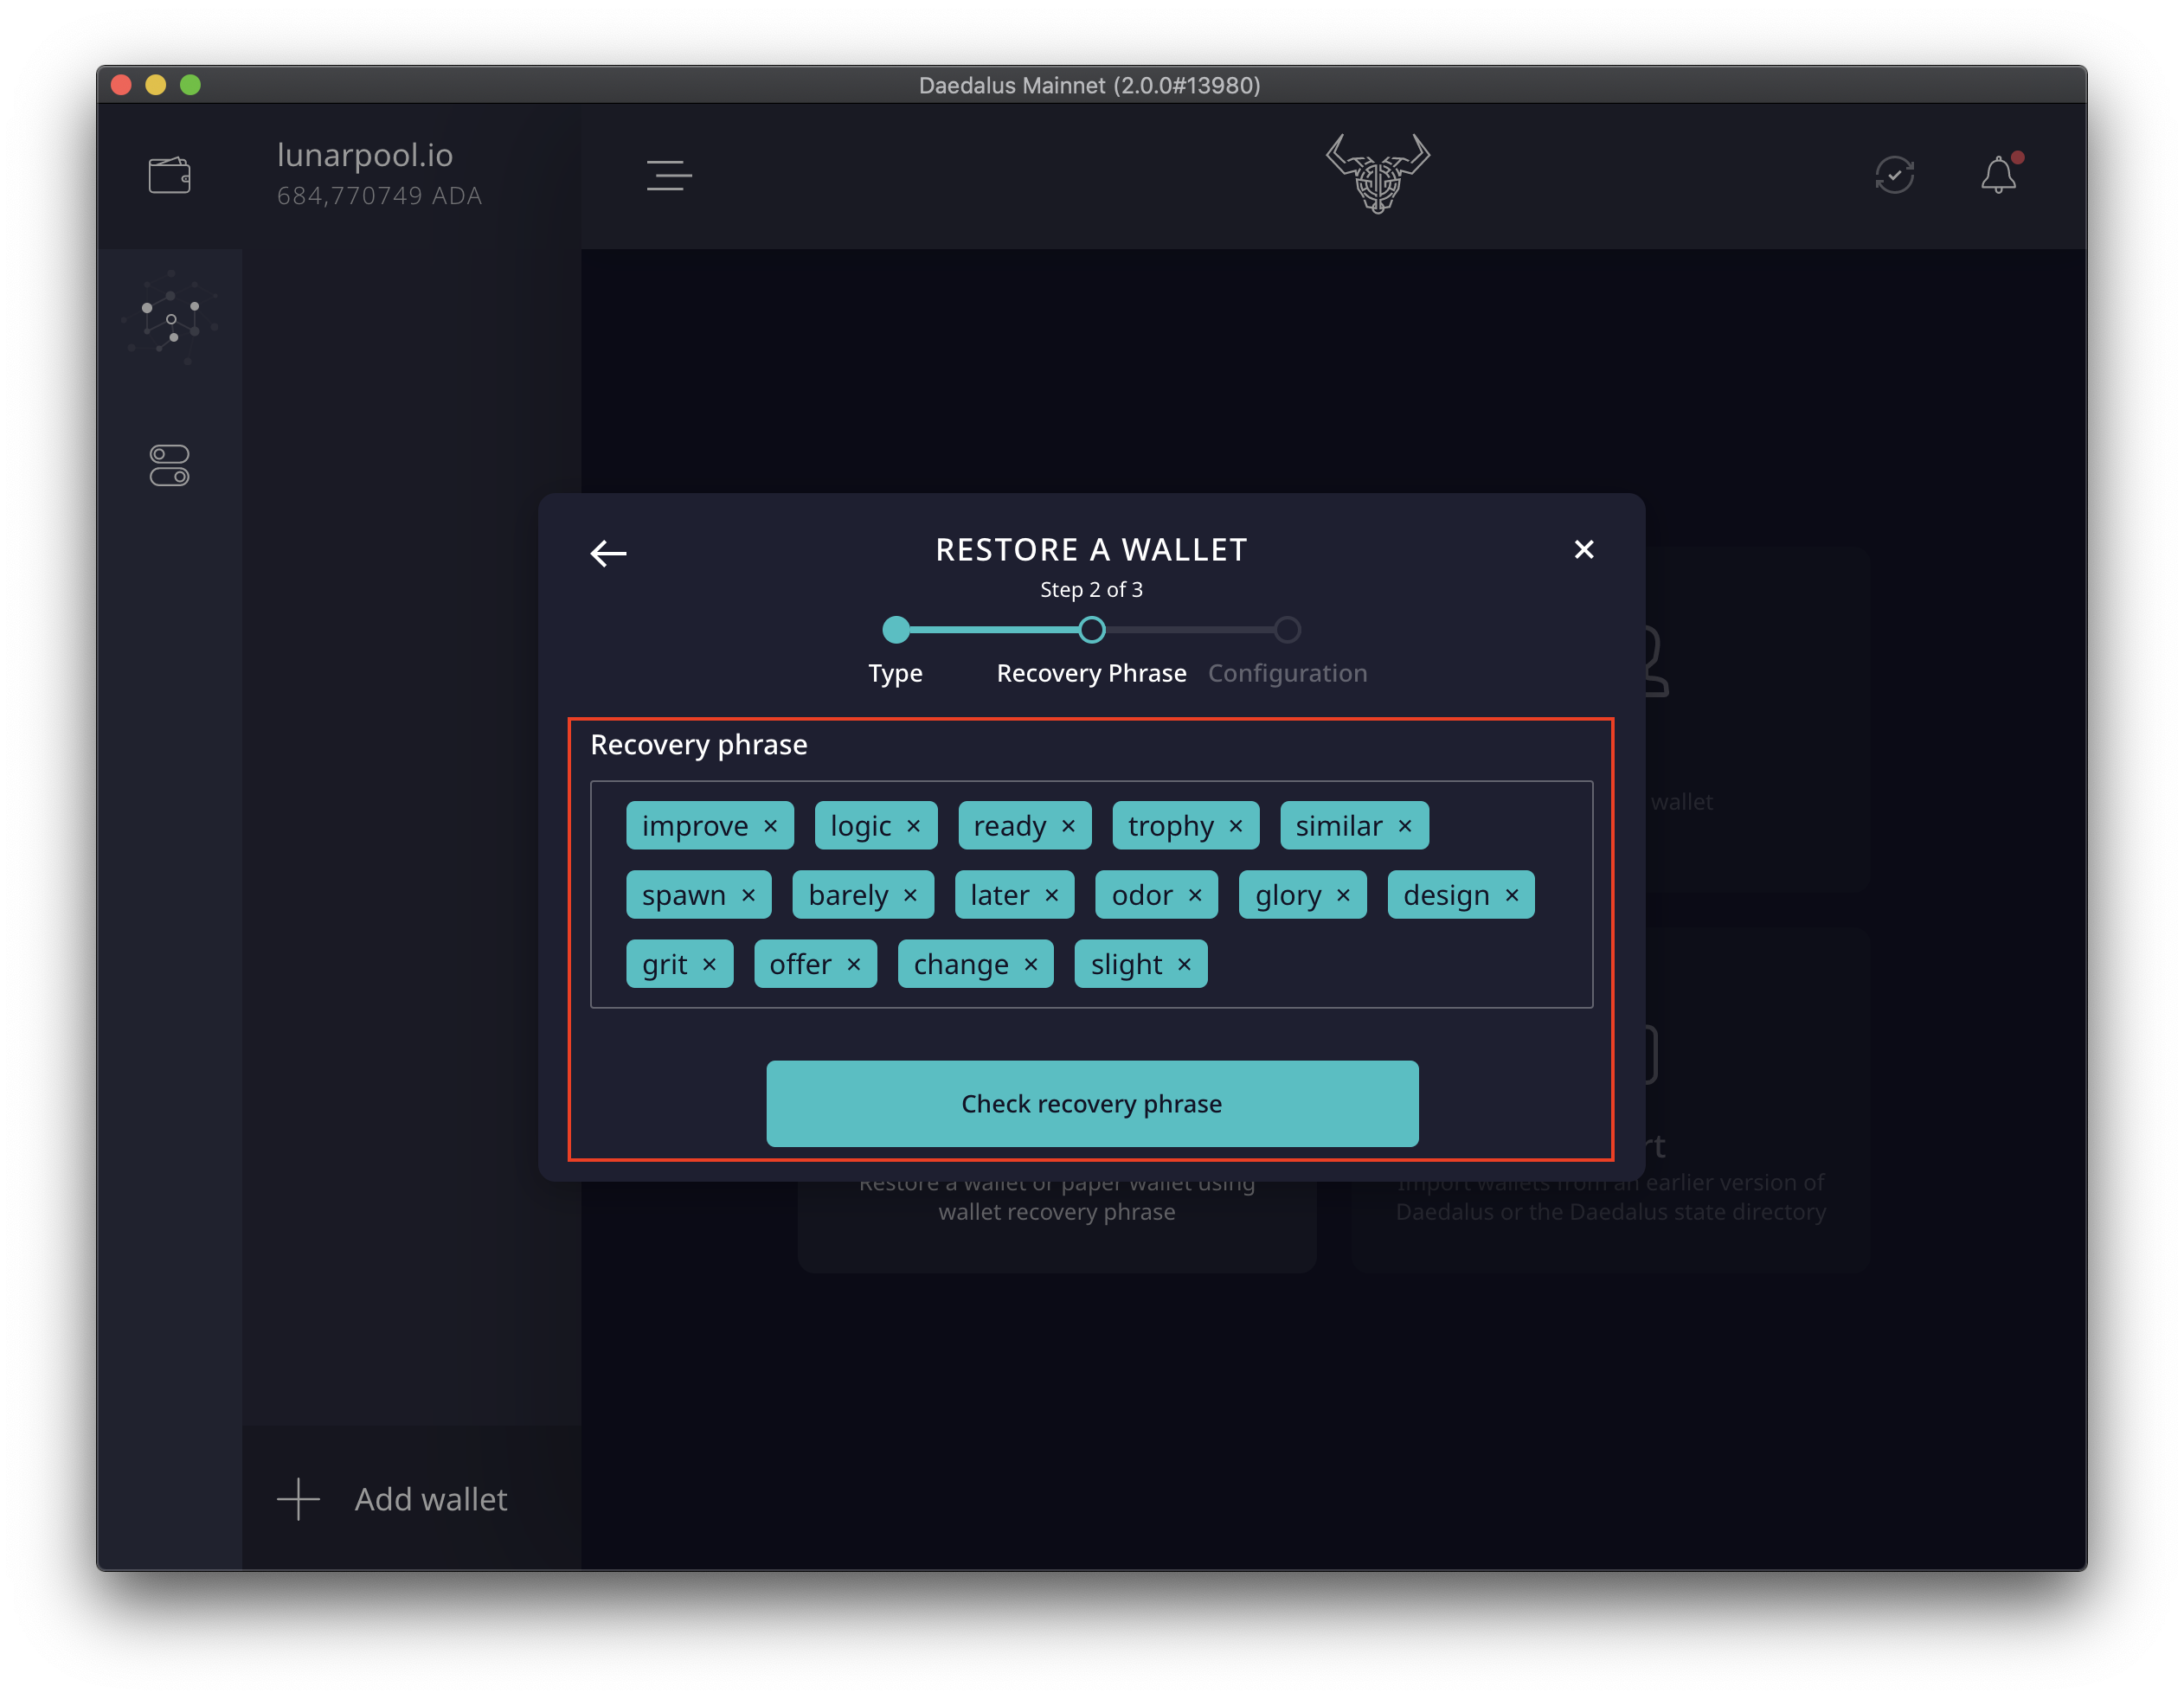 Daedalus Mainnet (2.0.0#13980)
lunarpool.io
684,770749 ADA
RESTORE A WALLET
Step 2 of 3
Type Recovery Phrase Configuration
Recovery phrase
wallet
improve × logic × ready × trophy × similar ×
spawn × barely × later × odor × glory × design ×
grit × offer × change × slight ×
Check recovery phrase
Restore a wallet or paper wallet using
wallet recovery phrase
Import wallets from an earlier version of
Daedalus or the Daedalus state directory
Add wallet